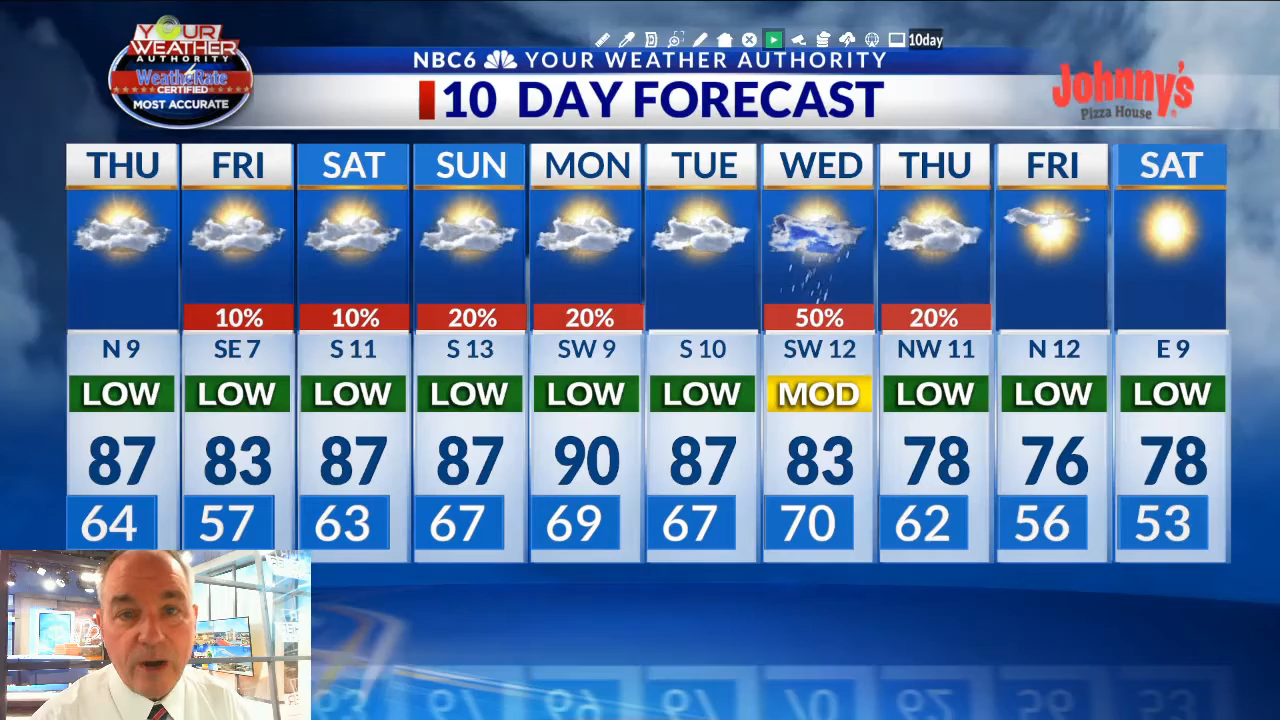 YOUR
WEATHER
AUTHORITY
WeatheRate
CERTIFIED
MOST ACCURATE
10day
NBC6 YOUR WEATHER AUTHORITY
10 DAY FORECAST
Johnny's
Pizza House
THU FRI SAT SUN MON TUE WED THU FRI SAT
10% 10% 20% 20% 50% 20%
N 9 SE 7 S 11 S 13 SW 9 S 10 SW 12 NW 11 N 12 E 9
LOW LOW LOW LOW LOW LOW MOD LOW LOW LOW
87 83 87 87 90 87 83 78 76 78
64 57 63 67 69 67 70 62 56 53